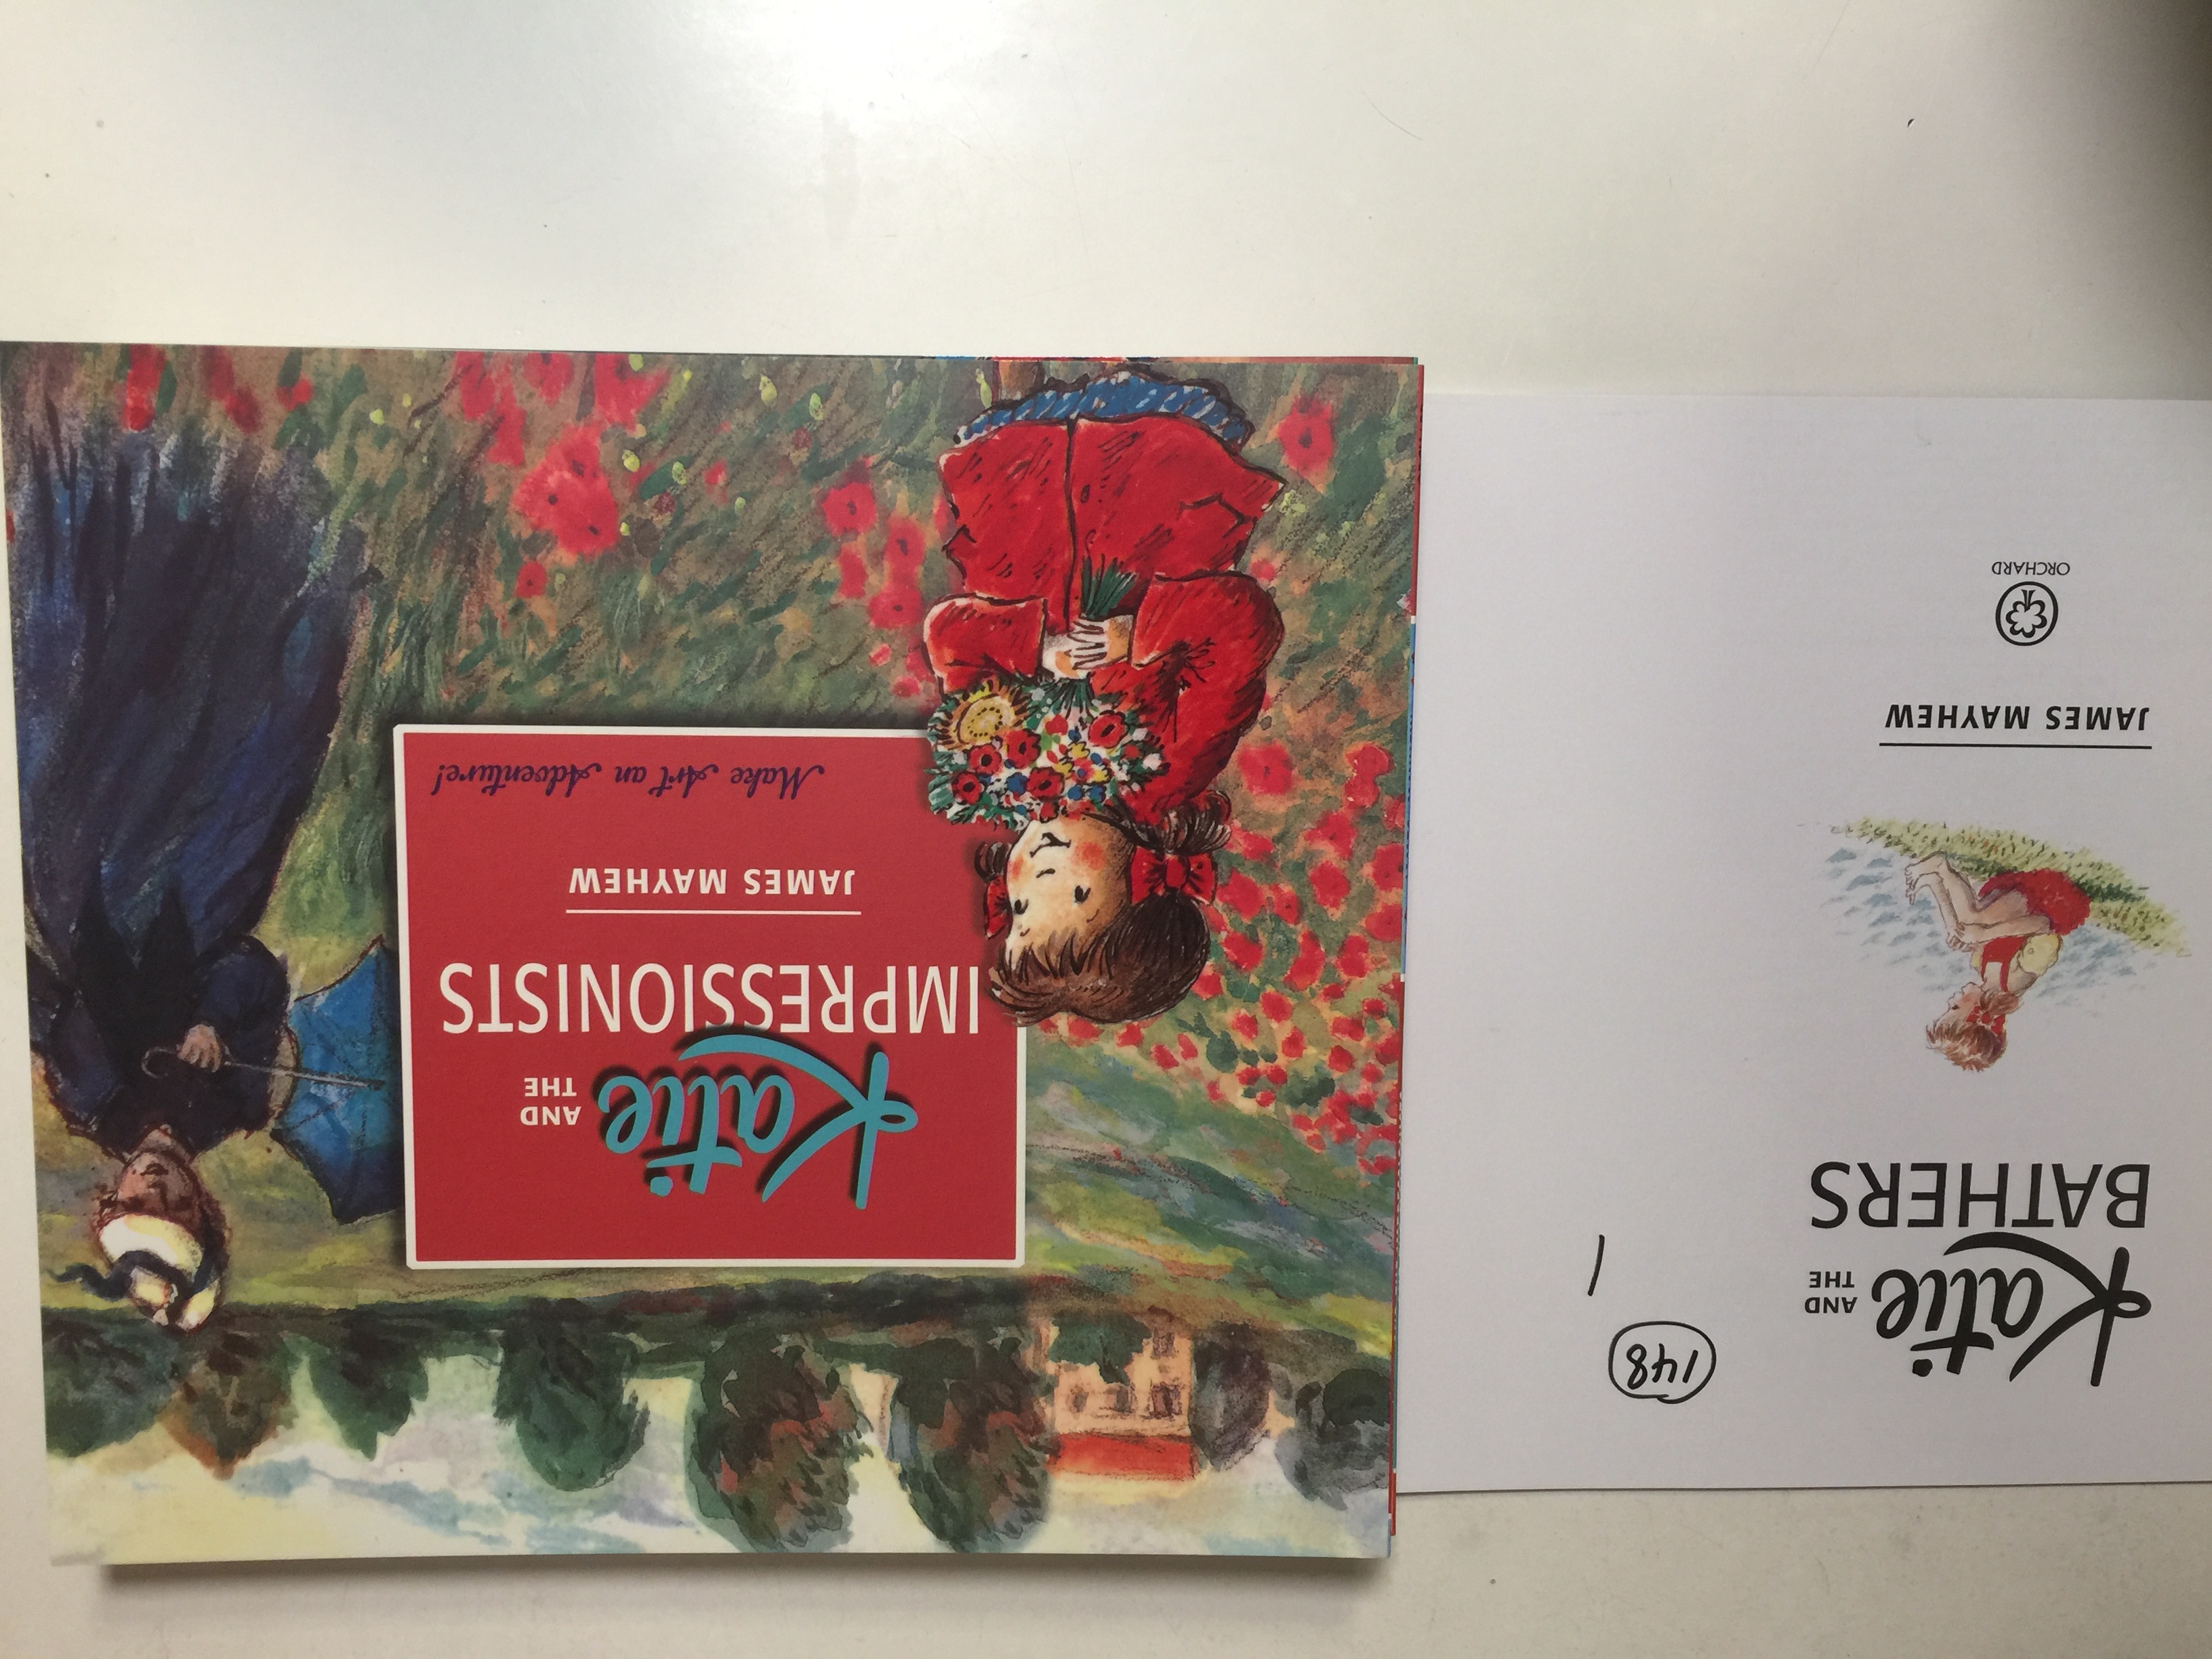 Katie AND THE
BATHERS
148
1
JAMES MAYHEW
ORCHARD
Katie AND THE
IMPRESSIONISTS
JAMES MAYHEW
Make Art an Adventure!